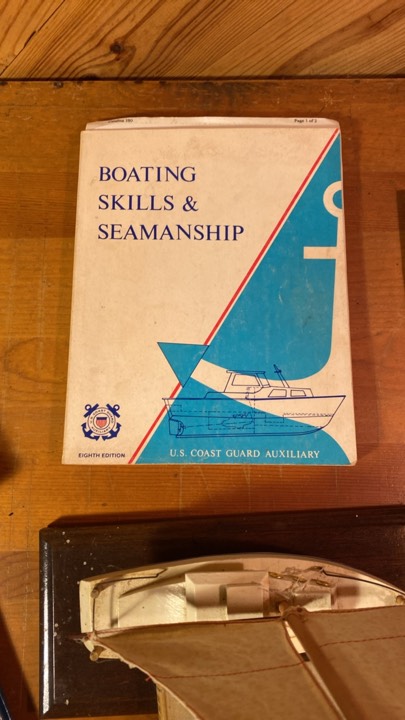 Page 1 of 2
BOATING
SKILLS &
SEAMANSHIP
EIGHTH EDITION
U.S. COAST GUARD AUXILIARY